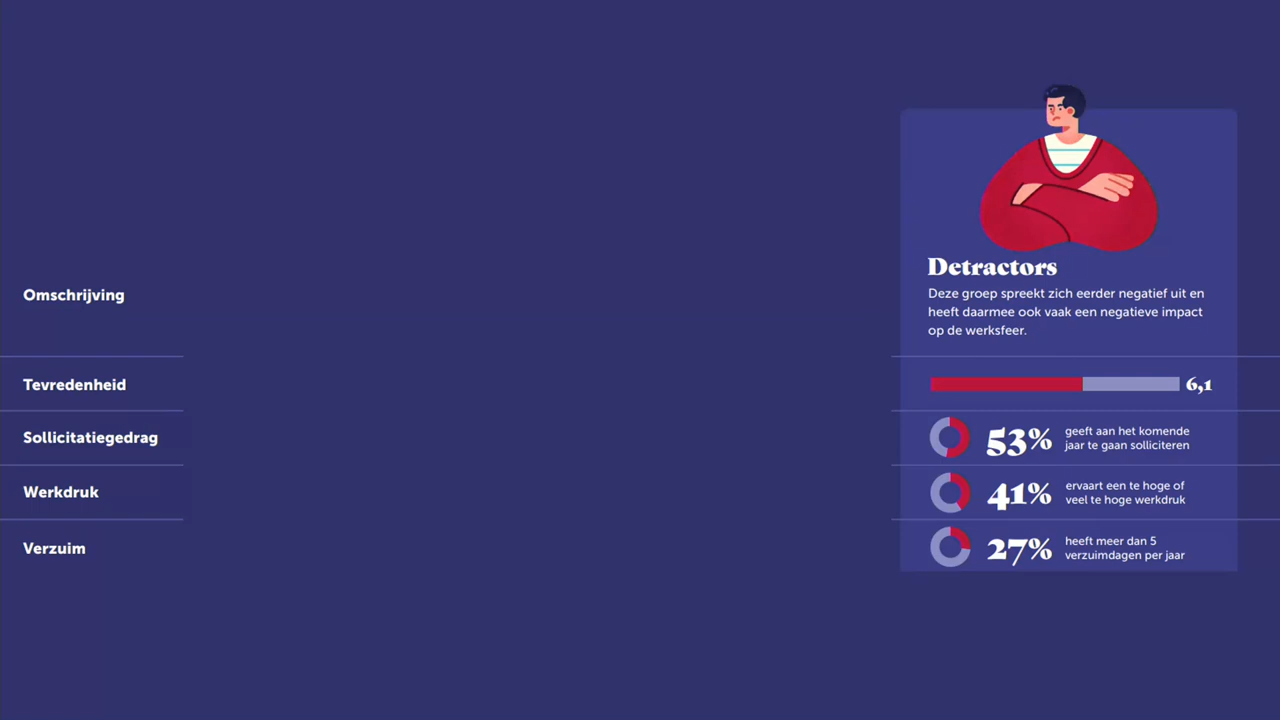 Detractors
Omschrijving
Deze groep spreekt zich eerder negatief uit en
heeft daarmee ook vaak een negatieve impact
op de werksfeer.
Tevredenheid
6,1
Sollicitatiegedrag
53%
geeft aan het komende
jaar te gaan solliciteren
Werkdruk
41%
ervaart een te hoge of
veel te hoge werkdruk
Verzuim
27%
heeft meer dan 5
verzuimdagen per jaar